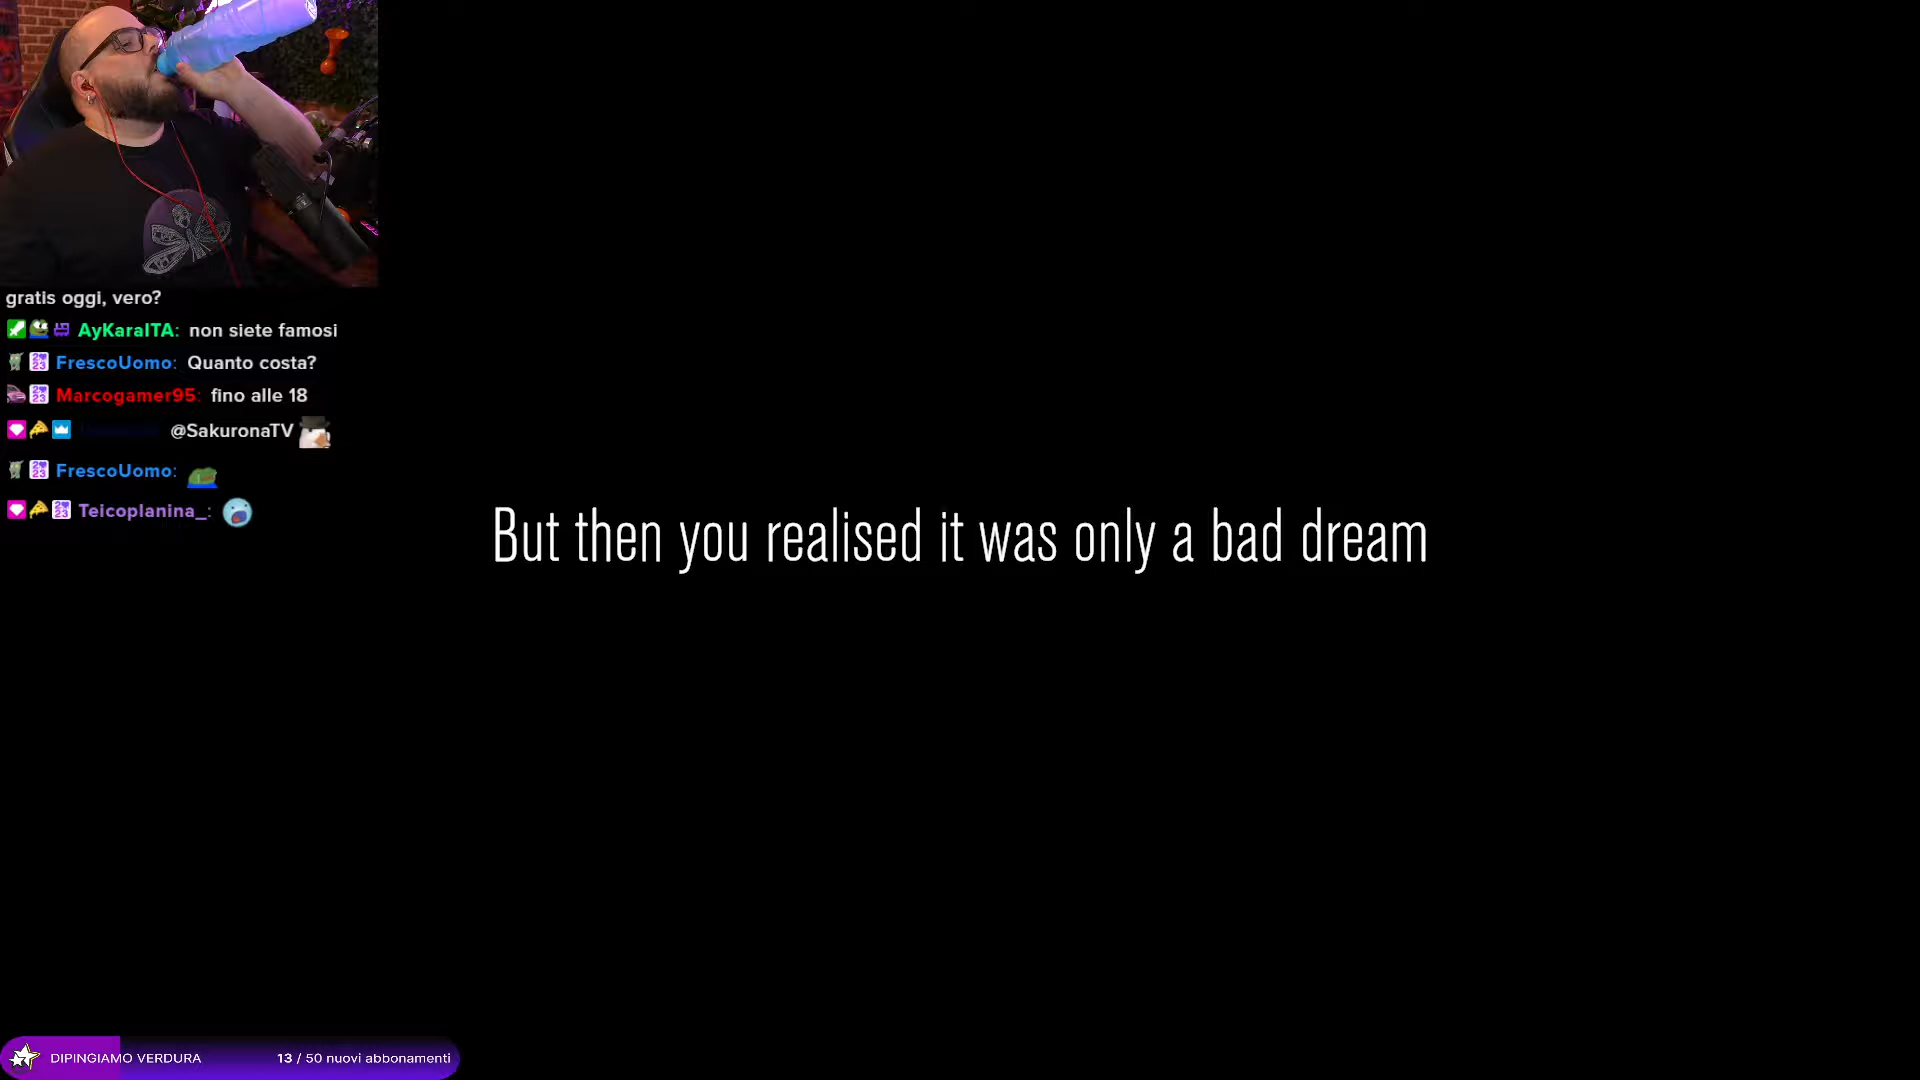 gratis oggi, vero?
AyKaraITA: non siete famosi
FrescoUomo: Quanto costa?
Marcogamer95: fino alle 18
@SakuronaTV
FrescoUomo:
Teicoplanina_:
But then you realised it was only a bad dream
DIPINGIAMO VERDURA 13 / 50 nuovi abbonamenti